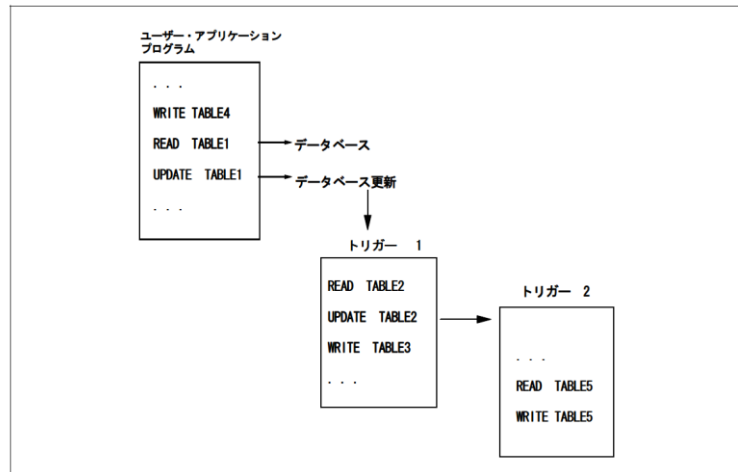 ユーザー・アプリケーション
プログラム
. . .
WRITE TABLE4
READ TABLE1
データベース
UPDATE TABLE1
データベース更新
. . .
トリガー 1
READ TABLE2
UPDATE TABLE2
WRITE TABLE3
. . .
トリガー 2
. . .
READ TABLE5
WRITE TABLE5